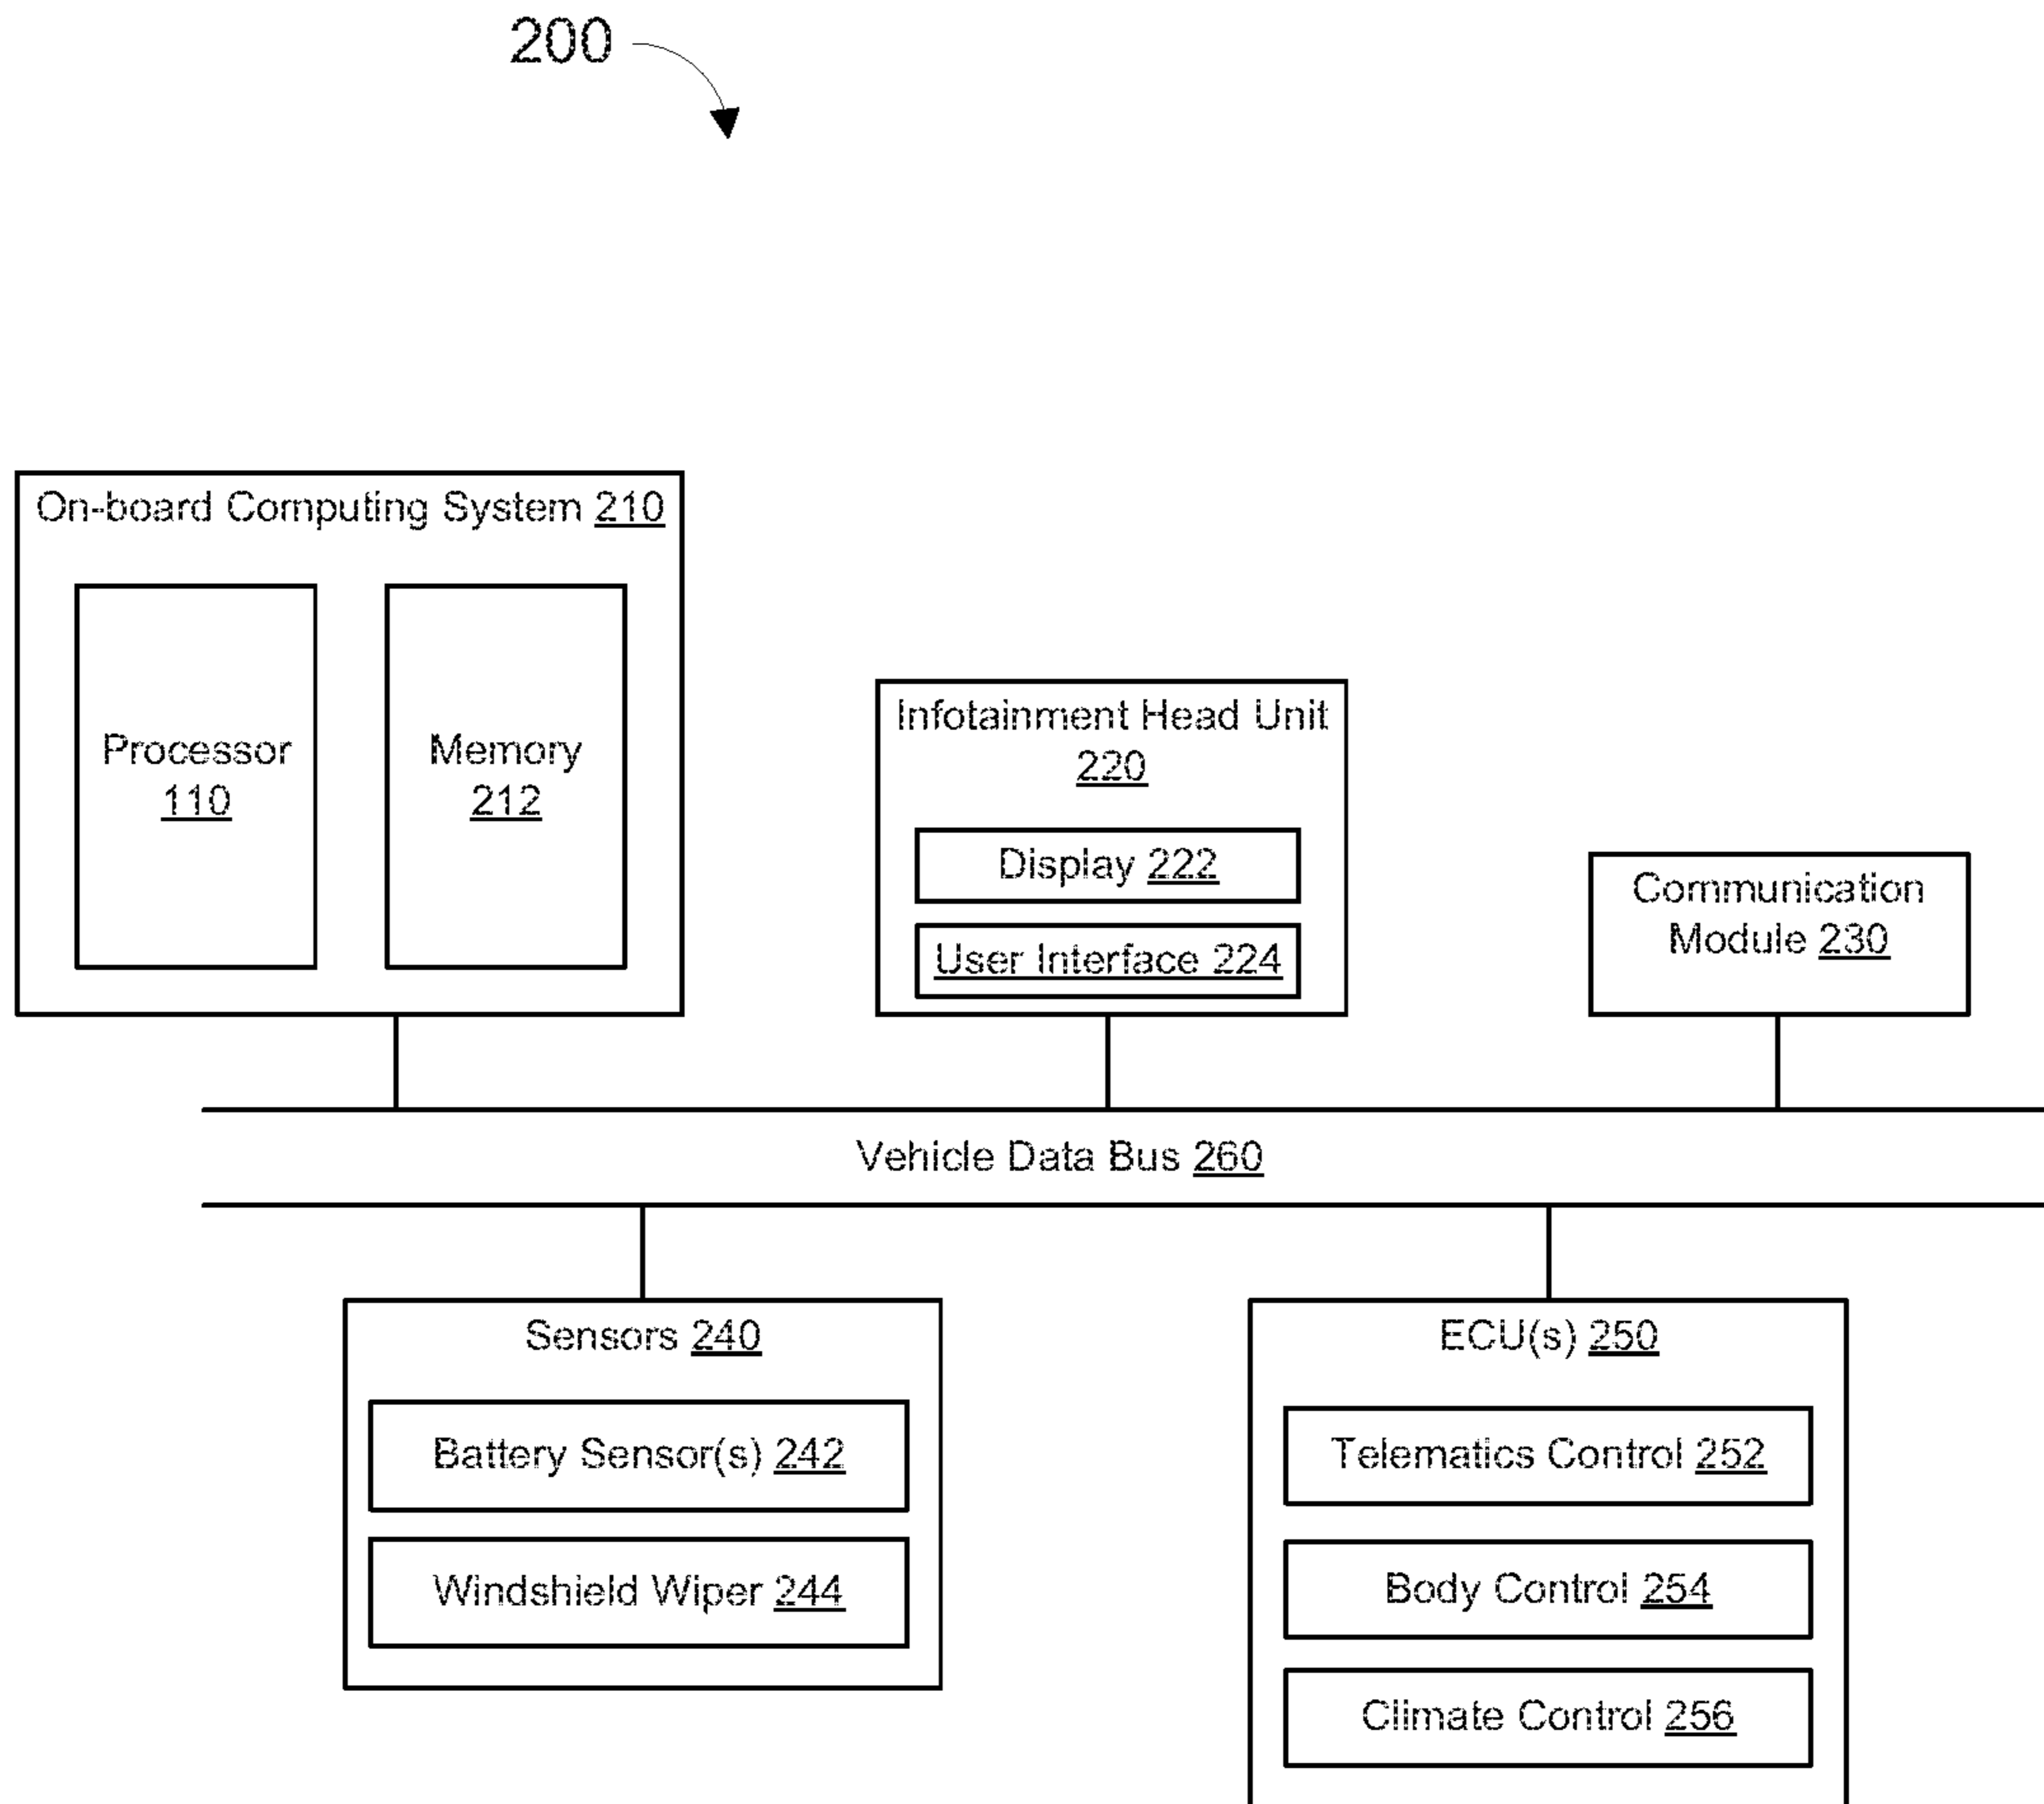 200
On-board Computing System 210
Processor
110
Memory
212
Infotainment Head Unit
220
Display 222
User Interface 224
Communication
Module 230
Vehicle Data Bus 260
Sensors 240
Battery Sensor(s) 242
Windshield Wiper 244
ECU(s) 250
Telematics Control 252
Body Control 254
Climate Control 256